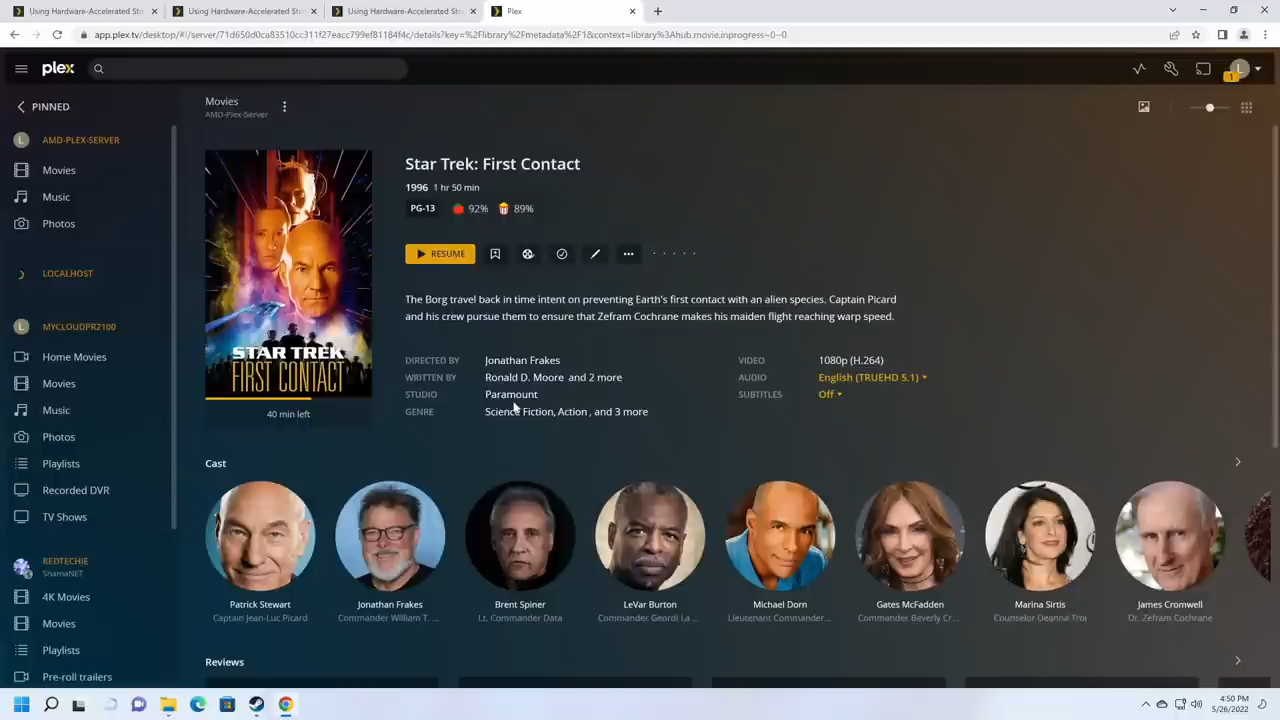 Using Hardware-Accelerated Sto
Using Hardware-Accelerated St
Using Hardware-Accelerated Stre
Plex
app.plex.tv/desktop/#!/server/71d650d0ca83510cc311f27eacc799ef81184f4c/details?key=%2Flibrary%2Fmetadata%2F1&context=library%3Ahub.movie.inprogress~0~0
plex
L
1
PINNED
L AMD-PLEX-SERVER
Movies
Music
Photos
LOCALHOST
L MYCLOUDPR2100
Home Movies
Movies
Music
Photos
Playlists
Recorded DVR
TV Shows
REDTECHIE
ShamaNET
4K Movies
Movies
Playlists
Pre-roll trailers
Movies
AMD-Plex-Server
STAR TREK
FIRST CONTACT
40 min left
Star Trek: First Contact
1996 1 hr 50 min
PG-13 92% 89%
RESUME
The Borg travel back in time intent on preventing Earth's first contact with an alien species. Captain Picard
and his crew pursue them to ensure that Zefram Cochrane makes his maiden flight reaching warp speed.
DIRECTED BY Jonathan Frakes
WRITTEN BY Ronald D. Moore and 2 more
STUDIO Paramount
GENRE Science Fiction, Action , and 3 more
VIDEO 1080p (H.264)
AUDIO English (TRUEHD 5.1)
SUBTITLES Off
Cast
Patrick Stewart
Captain Jean-Luc Picard
Jonathan Frakes
Commander William T. ...
Brent Spiner
Lt. Commander Data
LeVar Burton
Commander Geordi La ...
Michael Dorn
Lieutenant Commander...
Gates McFadden
Commander Beverly Cr...
Marina Sirtis
Counselor Deanna Troi
James Cromwell
Dr. Zefram Cochrane
Reviews
4:50 PM
5/26/2022